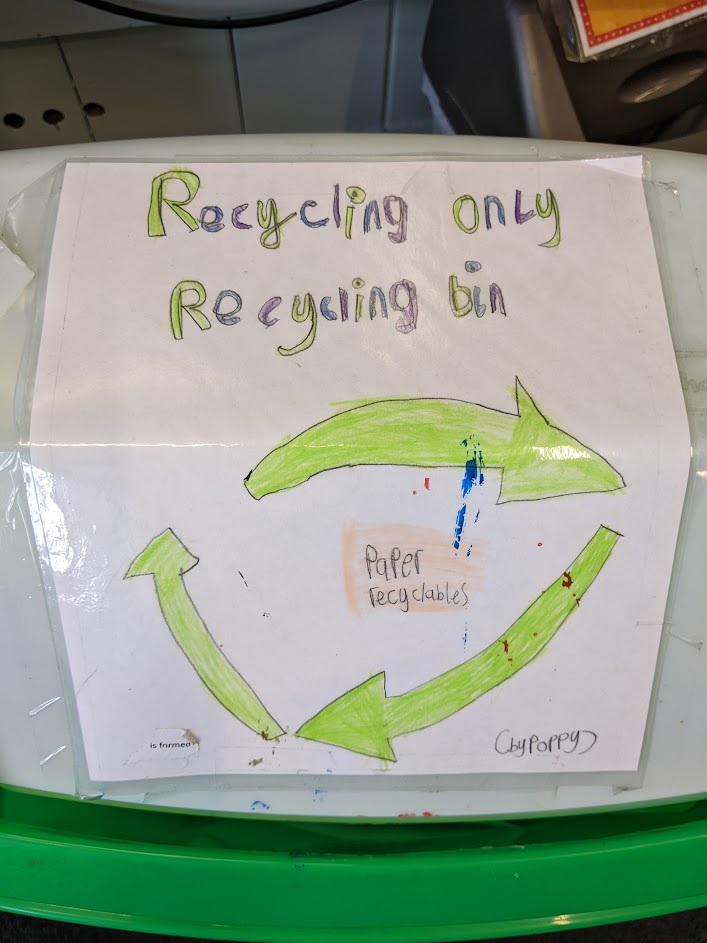 Recycling only
Recycling bin
Paper
recyclables
is formed
(by Poppy)